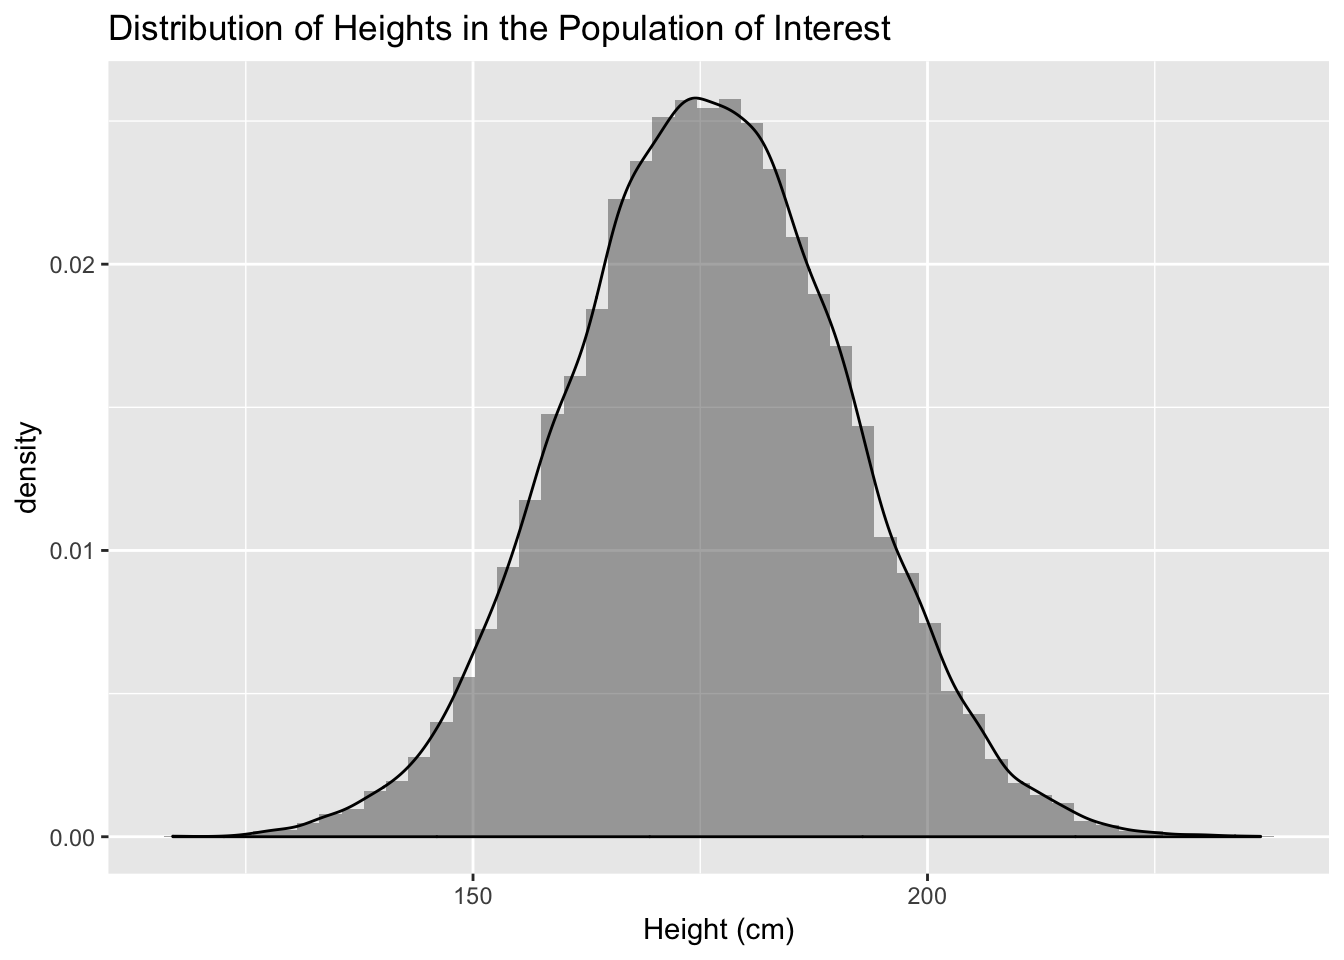 Distribution of Heights in the Population of Interest
density
0.02
0.01
0.00
150
200
Height (cm)